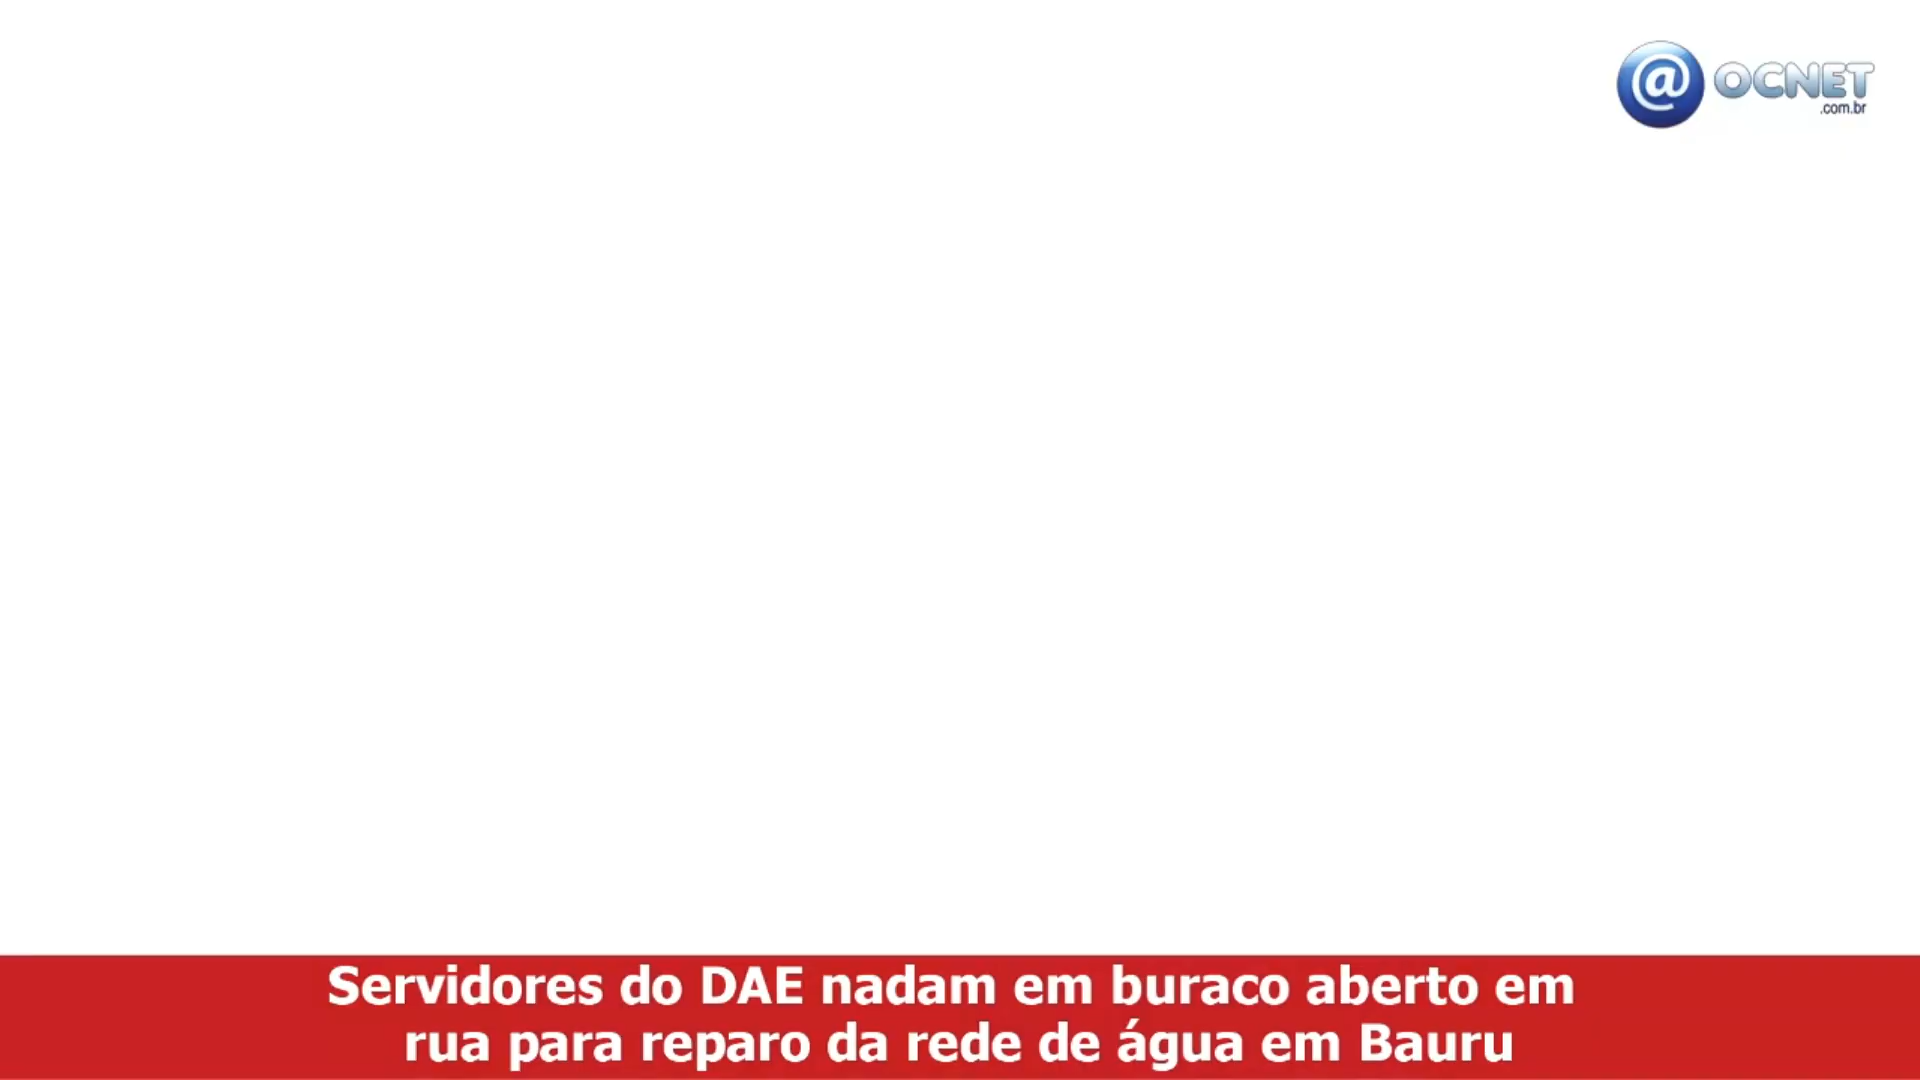 @ OCNET
.com.br
Servidores do DAE nadam em buraco aberto em
rua para reparo da rede de água em Bauru